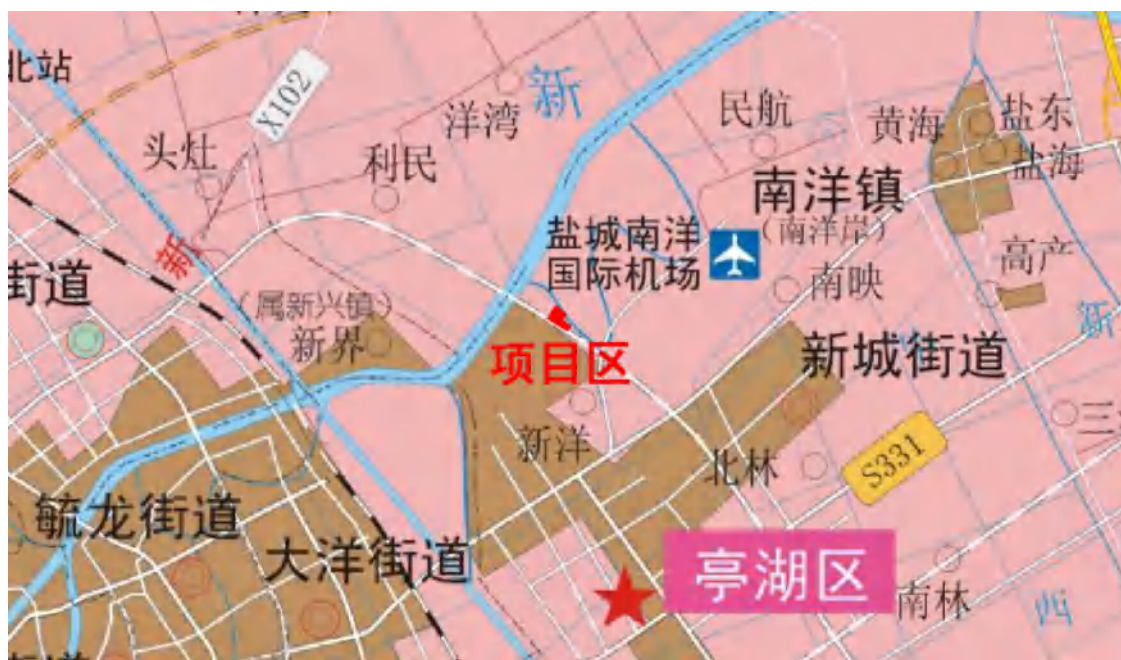 北站
X102
洋湾
新
民航
黄海
盐东
盐海
头灶
利民
南洋镇
(南洋岸)
盐城南洋
国际机场
新
高产
南映
街道
(属新兴镇)
新界
新
项目区
新城街道
新洋
北林
S331
毓龙街道
大洋街道
亭湖区
南林
西